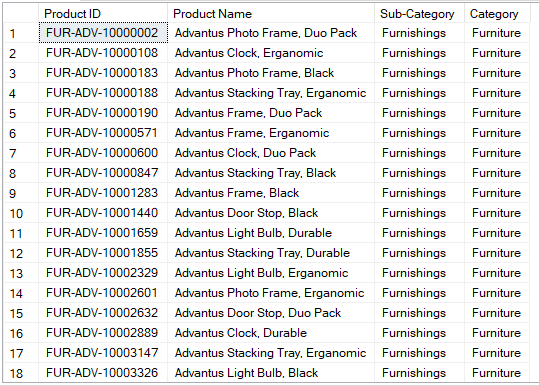 Product ID Product Name Sub-Category Category
1 FUR-ADV-10000002 Advantus Photo Frame, Duo Pack Furnishings Furniture
2 FUR-ADV-10000108 Advantus Clock, Erganomic Furnishings Furniture
3 FUR-ADV-10000183 Advantus Photo Frame, Black Furnishings Furniture
4 FUR-ADV-10000188 Advantus Stacking Tray, Erganomic Furnishings Furniture
5 FUR-ADV-10000190 Advantus Frame, Duo Pack Furnishings Furniture
6 FUR-ADV-10000571 Advantus Frame, Erganomic Furnishings Furniture
7 FUR-ADV-10000600 Advantus Clock, Duo Pack Furnishings Furniture
8 FUR-ADV-10000847 Advantus Stacking Tray, Black Furnishings Furniture
9 FUR-ADV-10001283 Advantus Frame, Black Furnishings Furniture
10 FUR-ADV-10001440 Advantus Door Stop, Black Furnishings Furniture
11 FUR-ADV-10001659 Advantus Light Bulb, Durable Furnishings Furniture
12 FUR-ADV-10001855 Advantus Stacking Tray, Durable Furnishings Furniture
13 FUR-ADV-10002329 Advantus Light Bulb, Erganomic Furnishings Furniture
14 FUR-ADV-10002601 Advantus Photo Frame, Erganomic Furnishings Furniture
15 FUR-ADV-10002632 Advantus Door Stop, Duo Pack Furnishings Furniture
16 FUR-ADV-10002889 Advantus Clock, Durable Furnishings Furniture
17 FUR-ADV-10003147 Advantus Stacking Tray, Erganomic Furnishings Furniture
18 FUR-ADV-10003326 Advantus Light Bulb, Black Furnishings Furniture